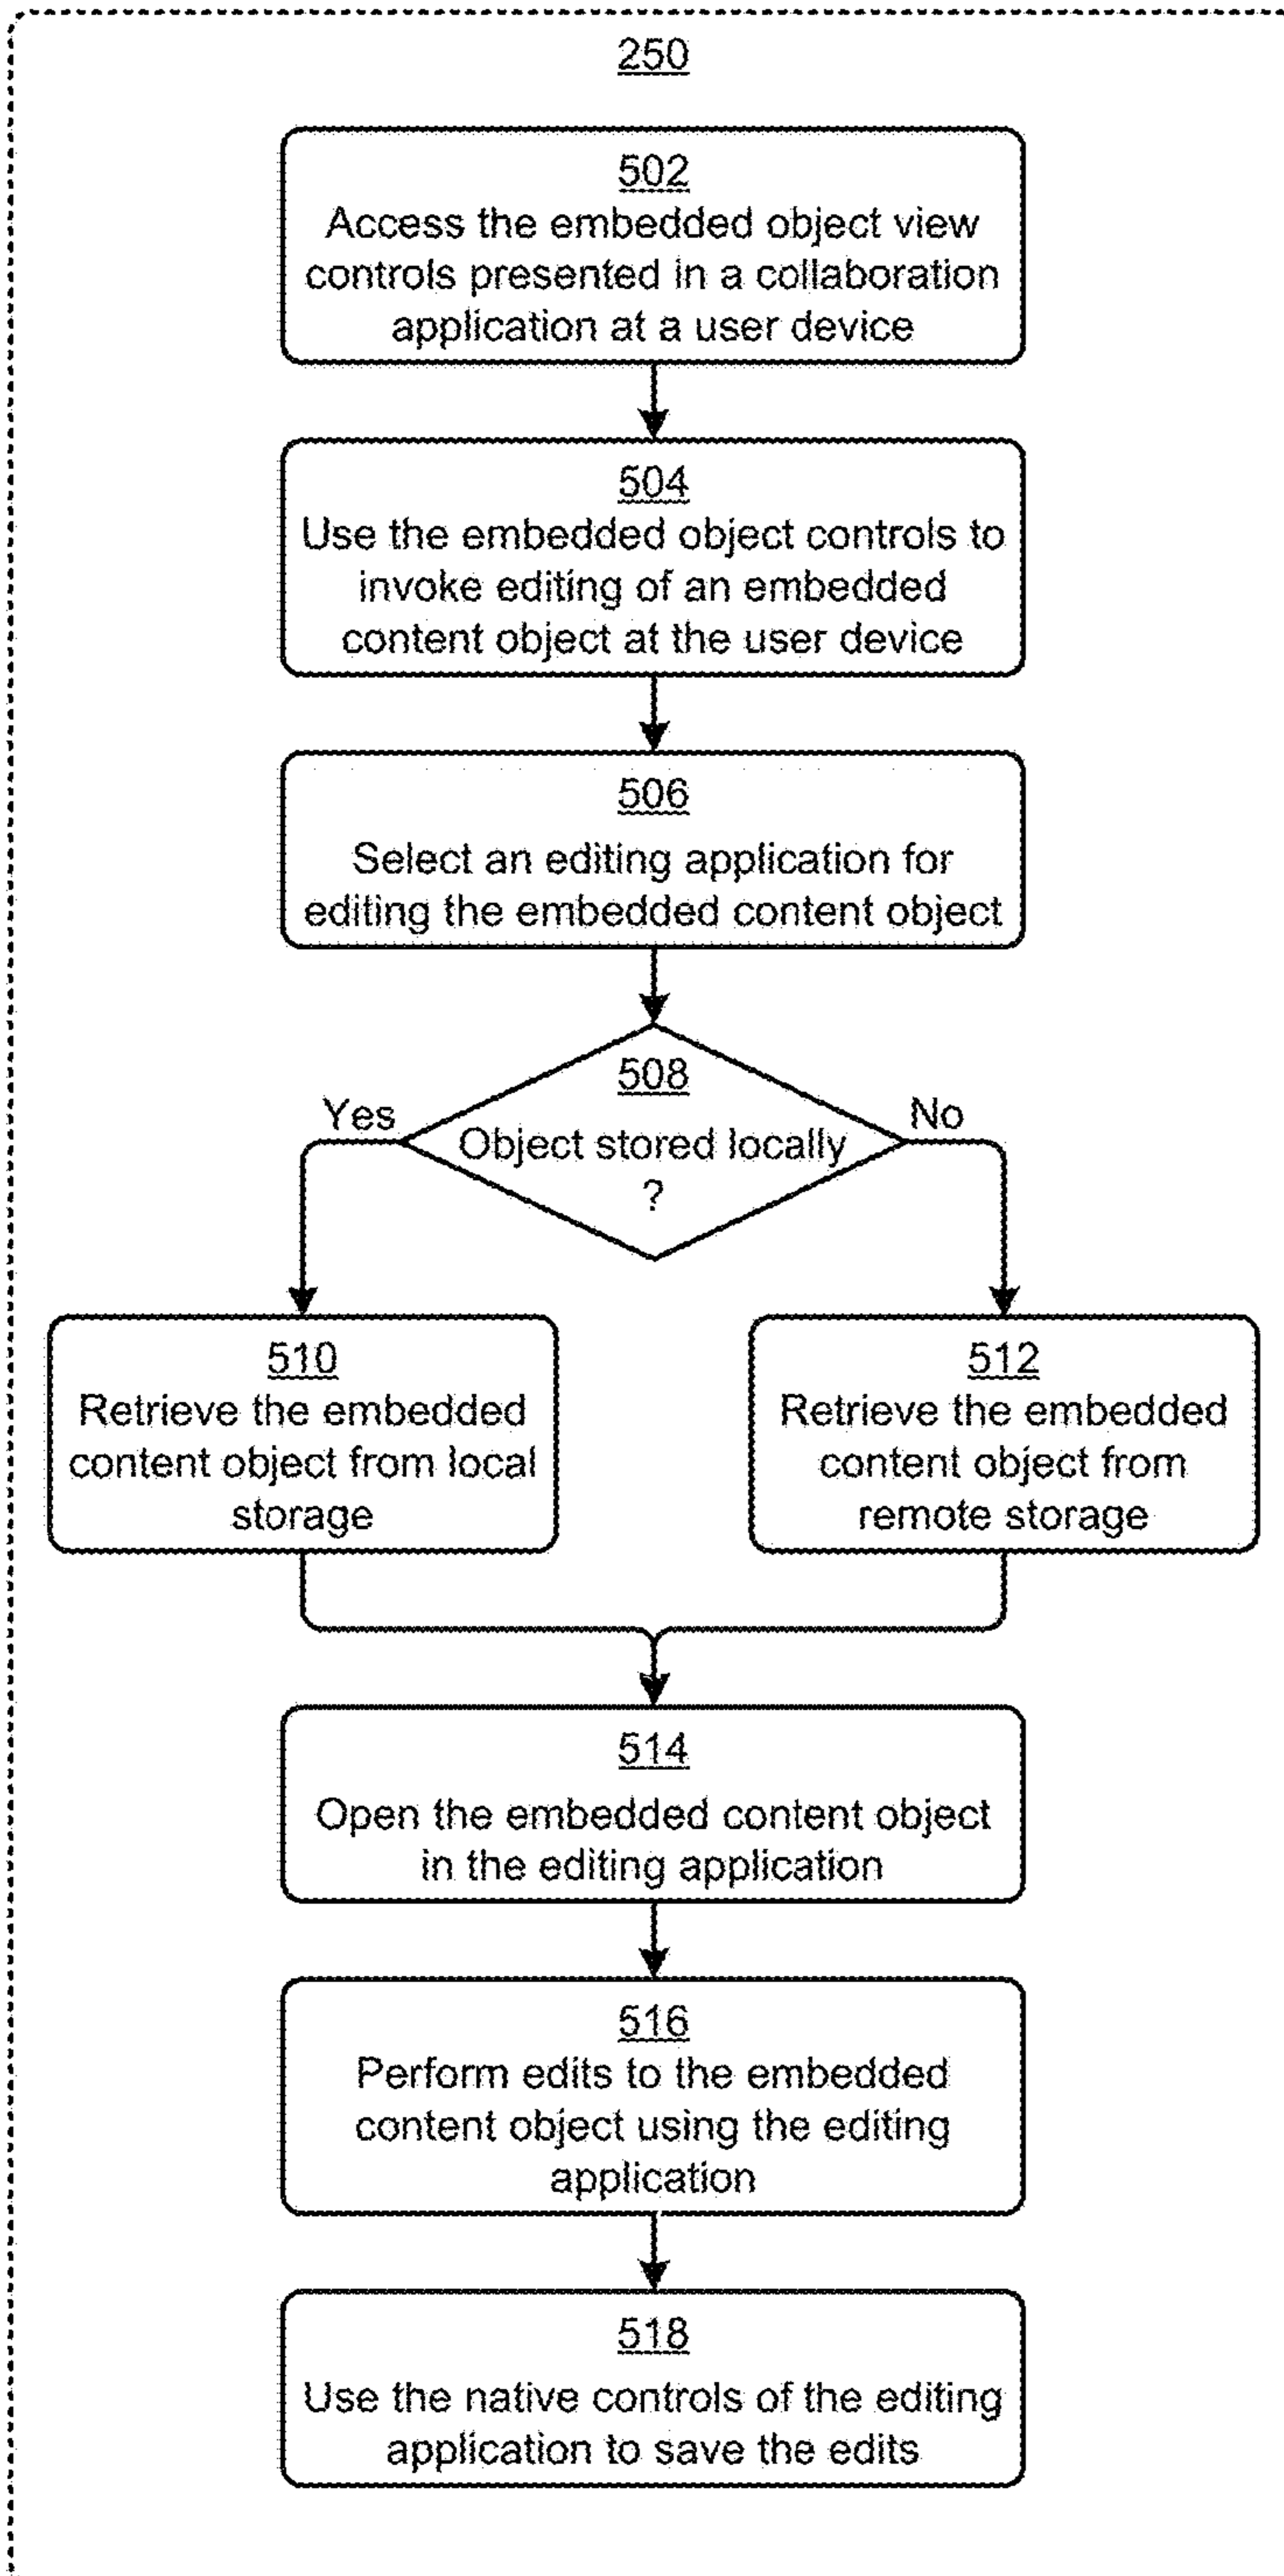 250
502
Access the embedded object view
controls presented in a collaboration
application at a user device
504
Use the embedded object controls to
invoke editing of an embedded
content object at the user device
506
Select an editing application for
editing the embedded content object
508
Yes
No
Object stored locally
?
510
Retrieve the embedded
content object from local
storage
512
Retrieve the embedded
content object from
remote storage
514
Open the embedded content object
in the editing application
516
Perform edits to the embedded
content object using the editing
application
518
Use the native controls of the editing
application to save the edits